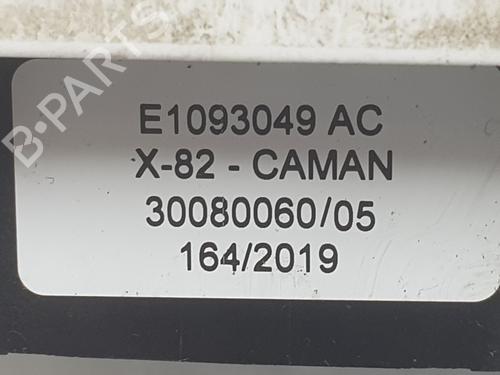 B-PARTS
E1093049 AC
X-82 - CAMAN
30080060/05
164/2019